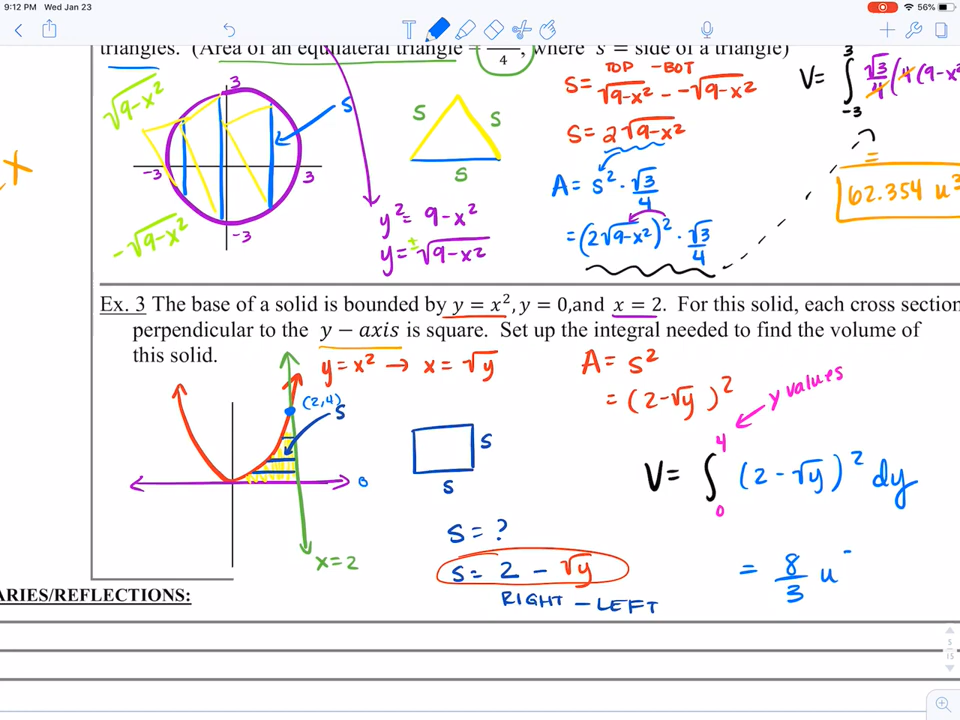 9:12 PM Wed Jan 23
56%
triangles. (Area of an equilateral triangle = —/4, where s = side of a triangle)
√9-x²
3
S
-3
3
-3
-√9-x²
S
S
S
y² = 9-x²
y = ±√9-x²
TOP - BOT
S = √9-x² - -√9-x²
S = 2√9-x²
A = s² · √3/4
= (2√9-x²)² · √3/4
3
V = ∫ √3/4 (4(9-x²
-3
=
62.354 u³
x
Ex. 3 The base of a solid is bounded by y = x², y = 0, and x = 2. For this solid, each cross section
perpendicular to the y – axis is square. Set up the integral needed to find the volume of
this solid.
y = x² → x = √y
(2,4)
S
0
x = 2
S
S
S = ?
S = 2 - √y
RIGHT - LEFT
A = s²
= (2-√y)²
y values
4
V = ∫ (2 - √y)² dy
0
= 8/3 u
ARIES/REFLECTIONS:
5
15